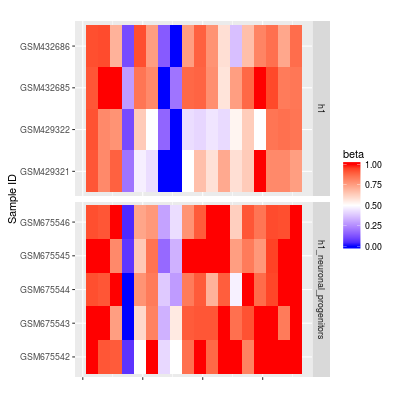 Sample ID
GSM432686
GSM432685
GSM429322
GSM429321
h1
GSM675546
GSM675545
GSM675544
GSM675543
GSM675542
h1_neuronal_progenitors
beta
1.00
0.75
0.50
0.25
0.00